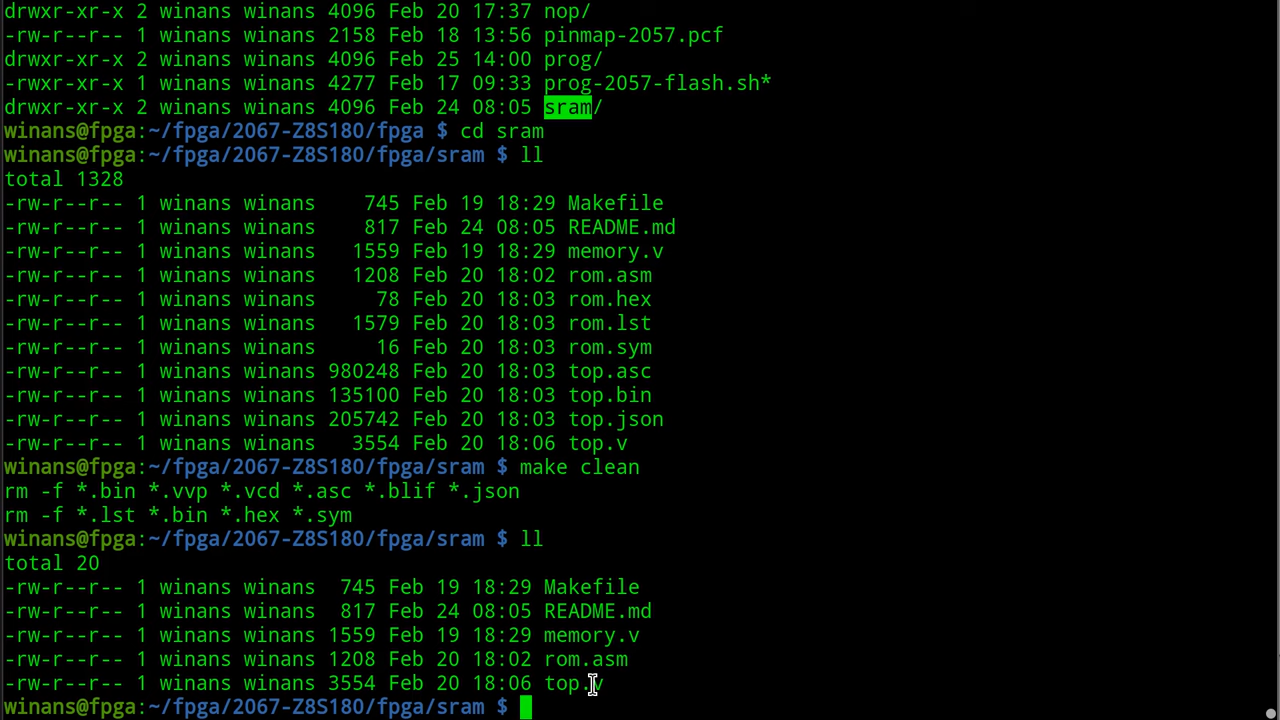 drwxr-xr-x 2 winans winans 4096 Feb 20 17:37 nop/
-rw-r--r-- 1 winans winans 2158 Feb 18 13:56 pinmap-2057.pcf
drwxr-xr-x 2 winans winans 4096 Feb 25 14:00 prog/
-rwxr-xr-x 1 winans winans 4277 Feb 17 09:33 prog-2057-flash.sh*
drwxr-xr-x 2 winans winans 4096 Feb 24 08:05 sram/
winans@fpga:~/fpga/2067-Z8S180/fpga $ cd sram
winans@fpga:~/fpga/2067-Z8S180/fpga/sram $ ll
total 1328
-rw-r--r-- 1 winans winans    745 Feb 19 18:29 Makefile
-rw-r--r-- 1 winans winans    817 Feb 24 08:05 README.md
-rw-r--r-- 1 winans winans   1559 Feb 19 18:29 memory.v
-rw-r--r-- 1 winans winans   1208 Feb 20 18:02 rom.asm
-rw-r--r-- 1 winans winans     78 Feb 20 18:03 rom.hex
-rw-r--r-- 1 winans winans   1579 Feb 20 18:03 rom.lst
-rw-r--r-- 1 winans winans     16 Feb 20 18:03 rom.sym
-rw-r--r-- 1 winans winans 980248 Feb 20 18:03 top.asc
-rw-r--r-- 1 winans winans 135100 Feb 20 18:03 top.bin
-rw-r--r-- 1 winans winans 205742 Feb 20 18:03 top.json
-rw-r--r-- 1 winans winans   3554 Feb 20 18:06 top.v
winans@fpga:~/fpga/2067-Z8S180/fpga/sram $ make clean
rm -f *.bin *.vvp *.vcd *.asc *.blif *.json
rm -f *.lst *.bin *.hex *.sym
winans@fpga:~/fpga/2067-Z8S180/fpga/sram $ ll
total 20
-rw-r--r-- 1 winans winans  745 Feb 19 18:29 Makefile
-rw-r--r-- 1 winans winans  817 Feb 24 08:05 README.md
-rw-r--r-- 1 winans winans 1559 Feb 19 18:29 memory.v
-rw-r--r-- 1 winans winans 1208 Feb 20 18:02 rom.asm
-rw-r--r-- 1 winans winans 3554 Feb 20 18:06 top.v
winans@fpga:~/fpga/2067-Z8S180/fpga/sram $